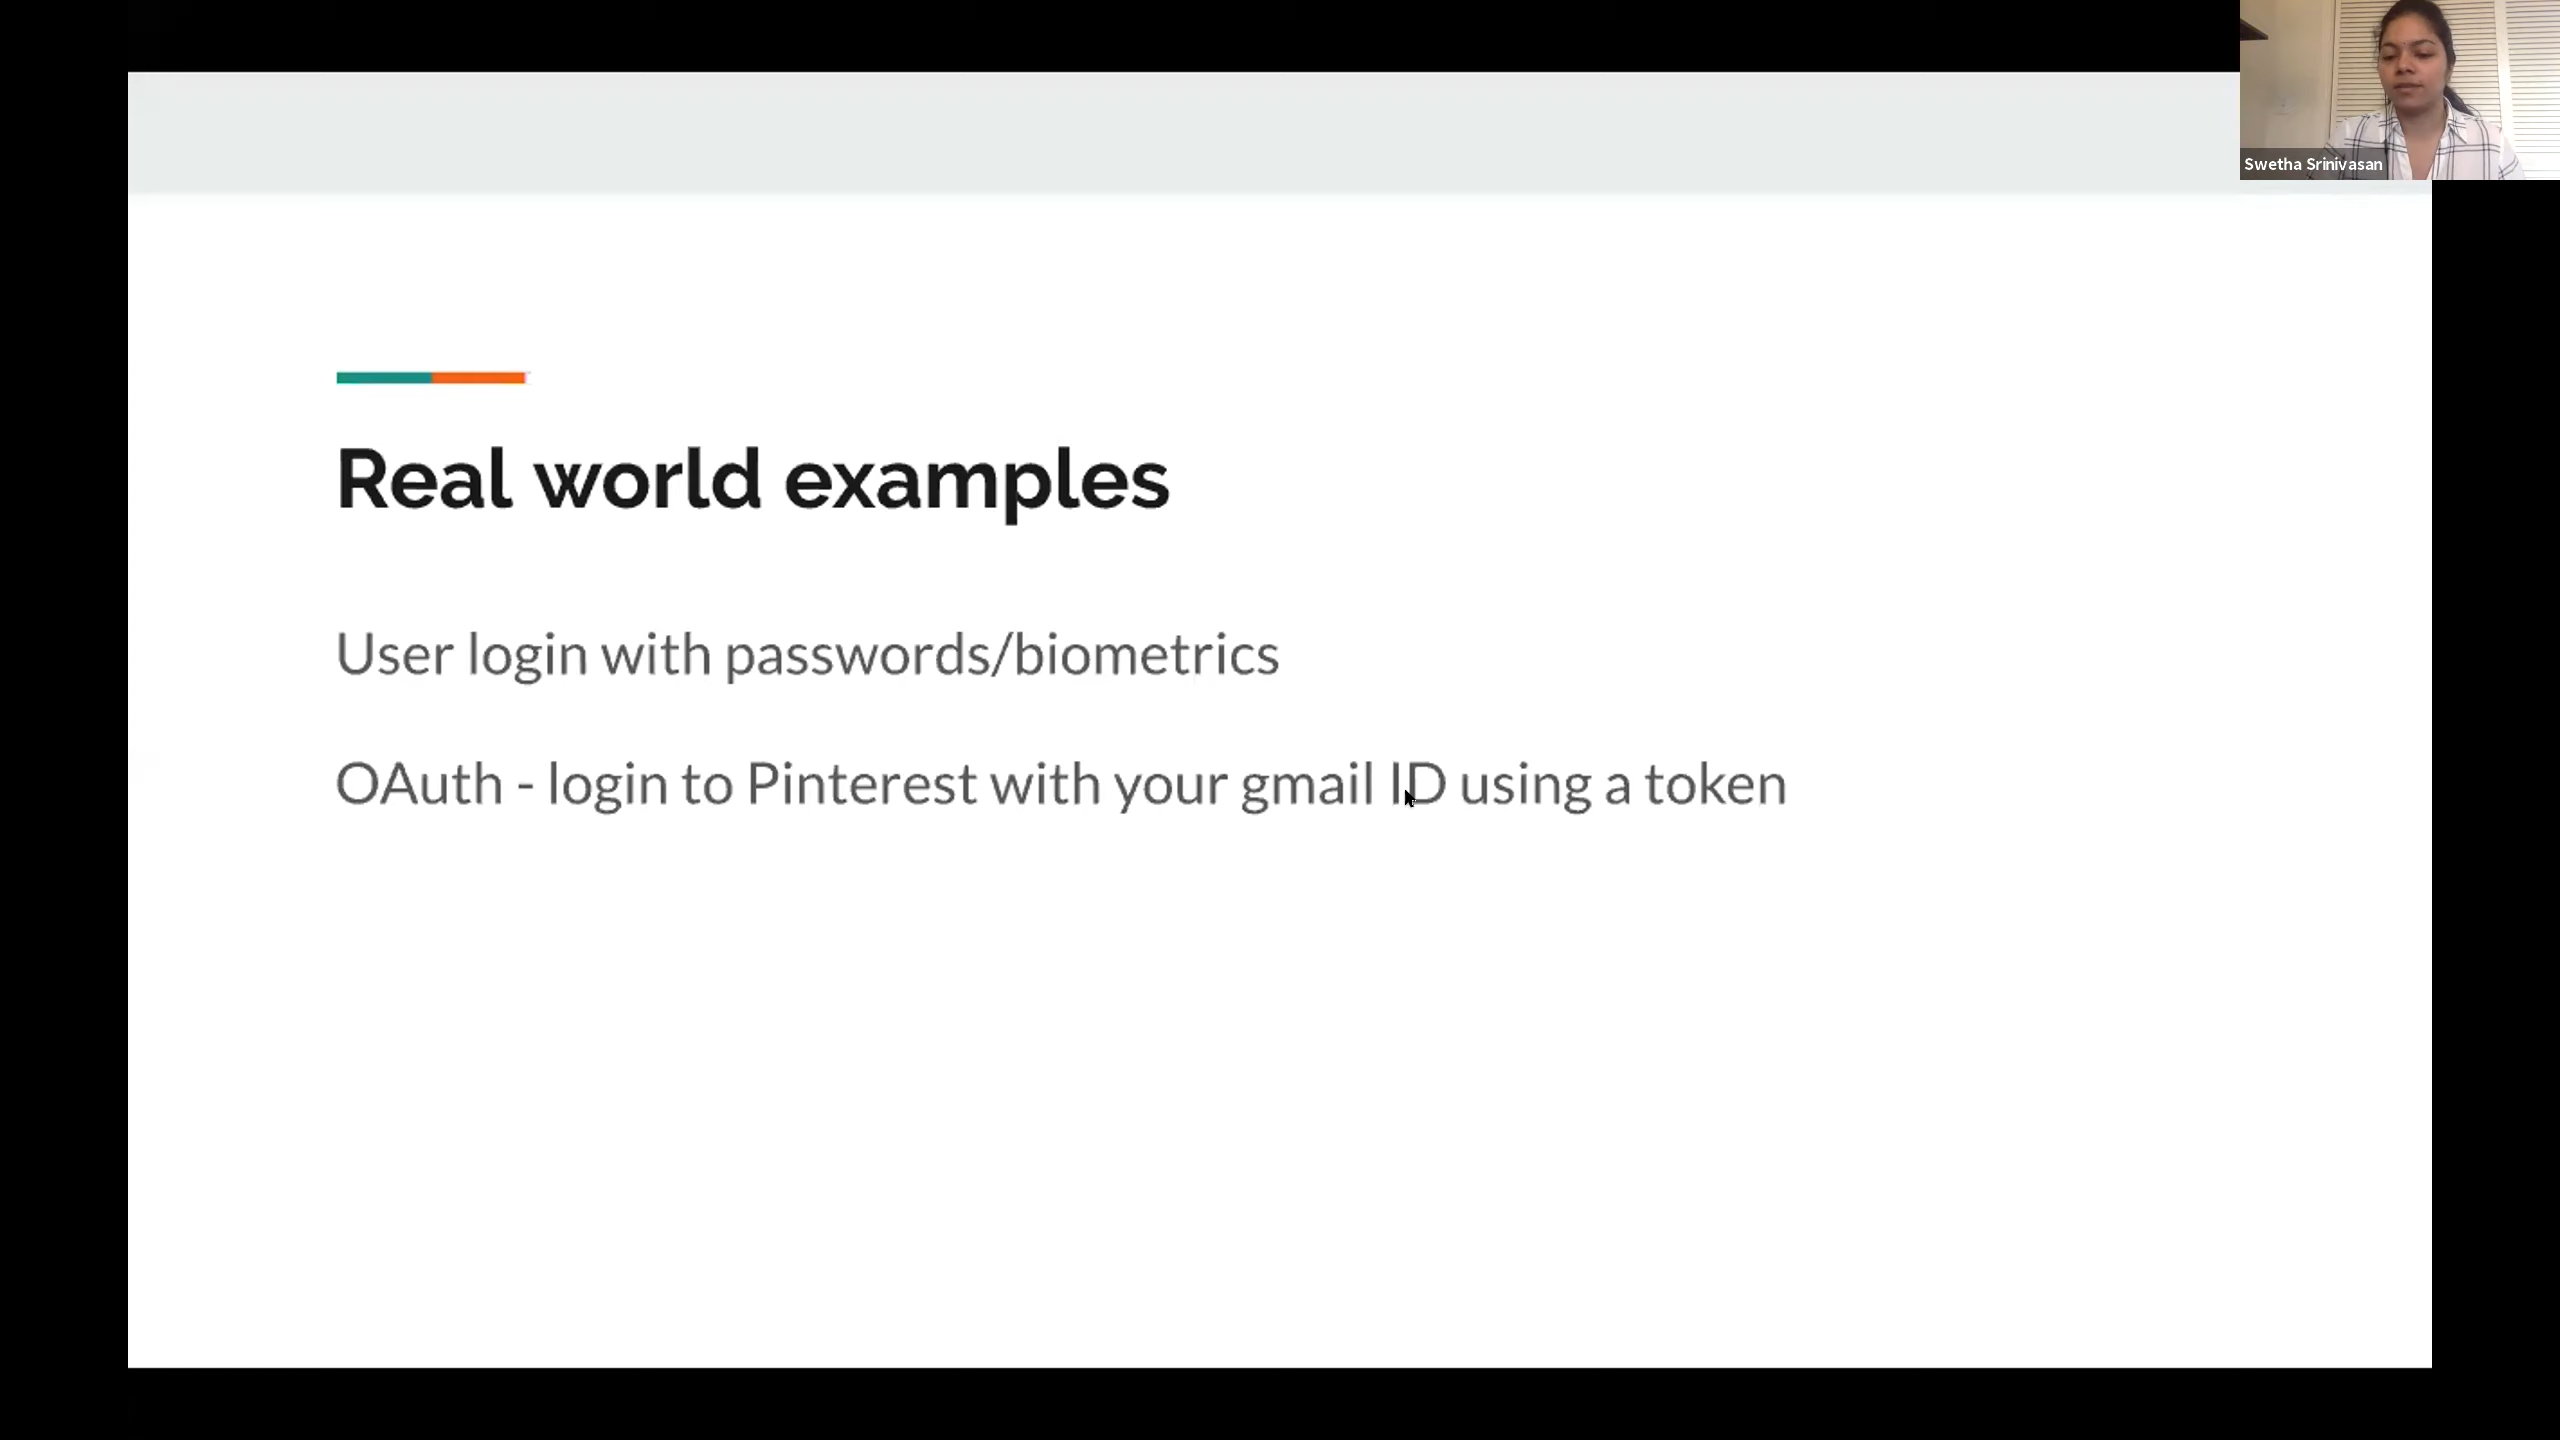 Swetha Srinivasan
Real world examples
User login with passwords/biometrics
OAuth - login to Pinterest with your gmail ID using a token